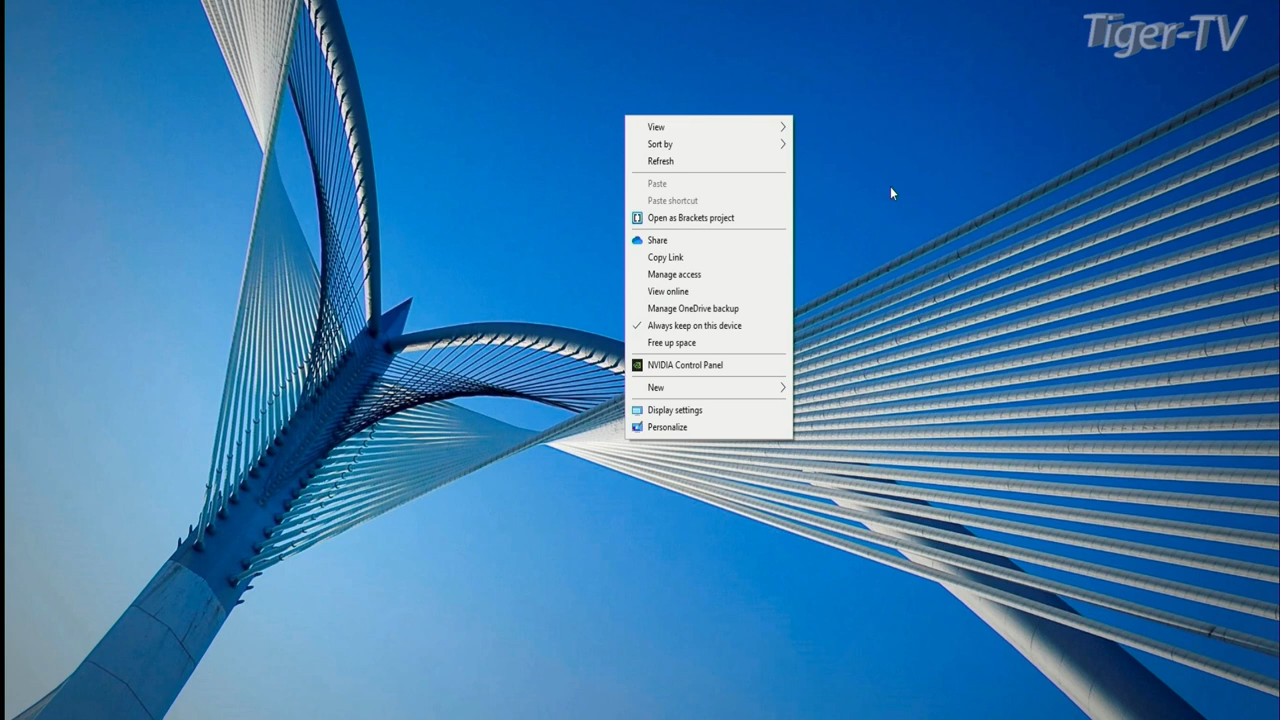 Tiger-TV
View
Sort by
Refresh
Paste
Paste shortcut
Open as Brackets project
Share
Copy Link
Manage access
View online
Manage OneDrive backup
Always keep on this device
Free up space
NVIDIA Control Panel
New
Display settings
Personalize